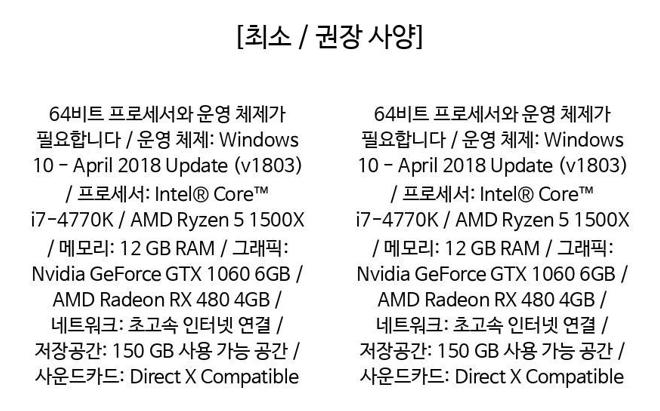 [최소 / 권장 사양]
64비트 프로세서와 운영 체제가
필요합니다 / 운영 체제: Windows
10 - April 2018 Update (v1803)
/ 프로세서: Intel® Core™
i7-4770K / AMD Ryzen 5 1500X
/ 메모리: 12 GB RAM / 그래픽:
Nvidia GeForce GTX 1060 6GB /
AMD Radeon RX 480 4GB /
네트워크: 초고속 인터넷 연결 /
저장공간: 150 GB 사용 가능 공간 /
사운드카드: Direct X Compatible
64비트 프로세서와 운영 체제가
필요합니다 / 운영 체제: Windows
10 - April 2018 Update (v1803)
/ 프로세서: Intel® Core™
i7-4770K / AMD Ryzen 5 1500X
/ 메모리: 12 GB RAM / 그래픽:
Nvidia GeForce GTX 1060 6GB /
AMD Radeon RX 480 4GB /
네트워크: 초고속 인터넷 연결 /
저장공간: 150 GB 사용 가능 공간 /
사운드카드: Direct X Compatible